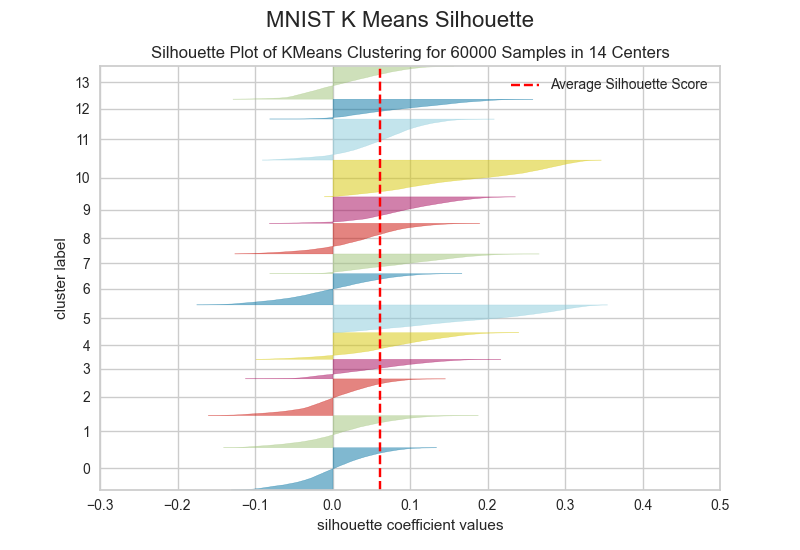 MNIST K Means Silhouette
Silhouette Plot of KMeans Clustering for 60000 Samples in 14 Centers
Average Silhouette Score
cluster label
13
12
11
10
9
8
7
6
5
4
3
2
1
0
−0.3 −0.2 −0.1 0.0 0.1 0.2 0.3 0.4 0.5
silhouette coefficient values